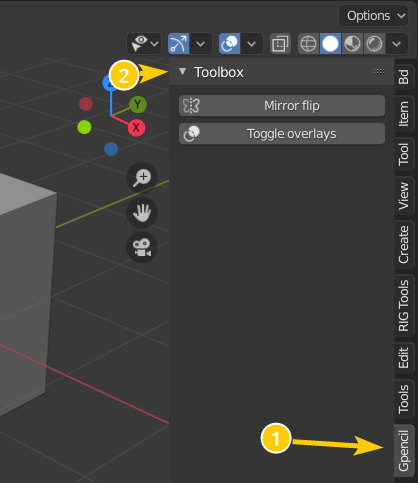 Options
2
Toolbox
Y
X
Mirror flip
Toggle overlays
Bd
Item
Tool
View
Create
RIG Tools
Edit
Tools
Gpencil
1